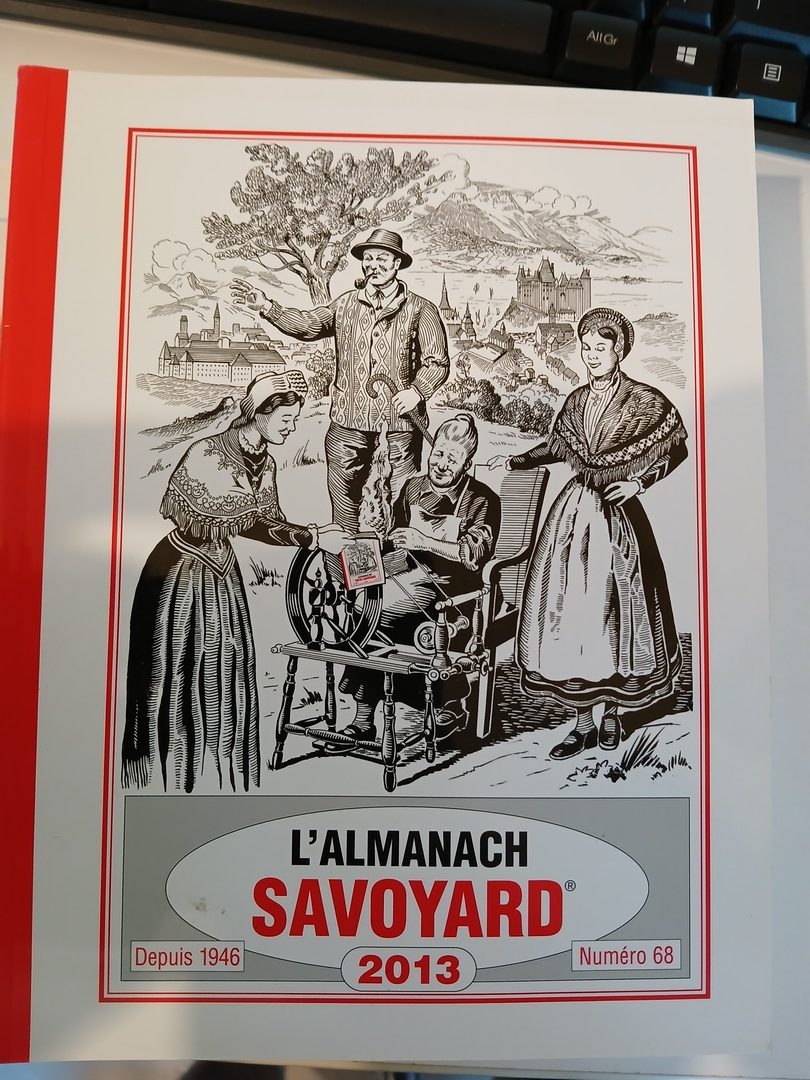 Alt Gr
L'ALMANACH
SAVOYARD®
Depuis 1946
2013
Numéro 68